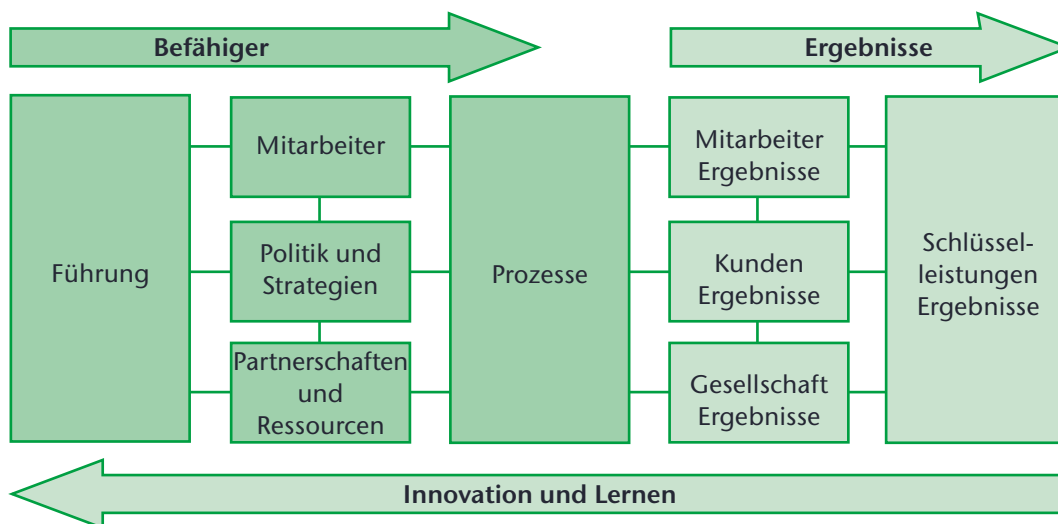 Befähiger
Ergebnisse
Führung
Mitarbeiter
Politik und
Strategien
Partnerschaften
und
Ressourcen
Prozesse
Mitarbeiter
Ergebnisse
Kunden
Ergebnisse
Gesellschaft
Ergebnisse
Schlüssel-
leistungen
Ergebnisse
Innovation und Lernen